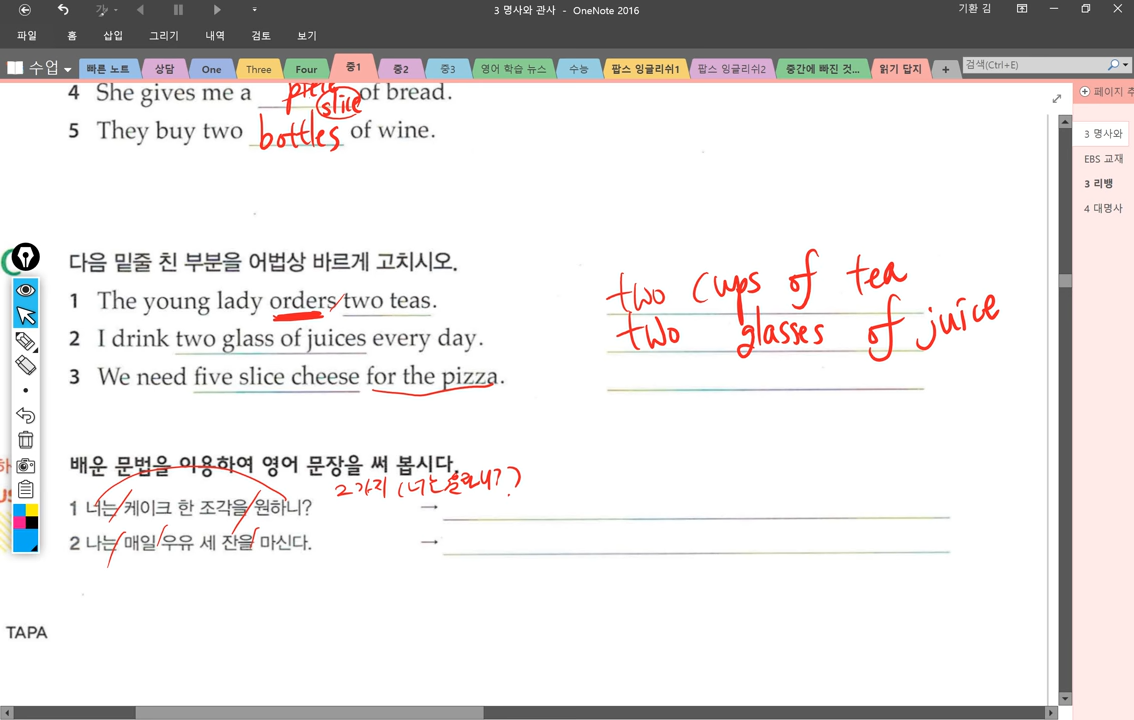 3 명사와 관사 - OneNote 2016
기환 김
파일 홈 삽입 그리기 내역 검토 보기
수업 빠른 노트 상담 One Three Four 중1 중2 중3 영어 학습 뉴스 수능 팝스 잉글리쉬1 팝스 잉글리쉬2 중간에 빠진 것... 읽기 답지 + 검색(Ctrl+E)
페이지 추
3 명사와
EBS 교재
3 리뱅
4 대명사
4 She gives me a piece of bread.
slice
5 They buy two bottles of wine.
다음 밑줄 친 부분을 어법상 바르게 고치시오.
1 The young lady orders two teas. two cups of tea
2 I drink two glass of juices every day. two glasses of juice
3 We need five slice cheese for the pizza.
배운 문법을 이용하여 영어 문장을 써 봅시다.
2가지 (너는
1 너는 케이크 한 조각을 원하니? →
2 나는 매일 우유 세 잔을 마신다. →
TAPA